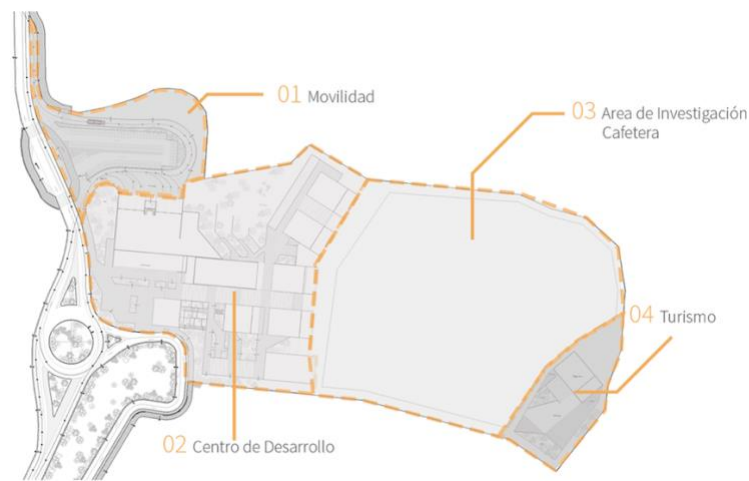 01 Movilidad
03 Area de Investigación
Cafetera
04 Turismo
02 Centro de Desarrollo